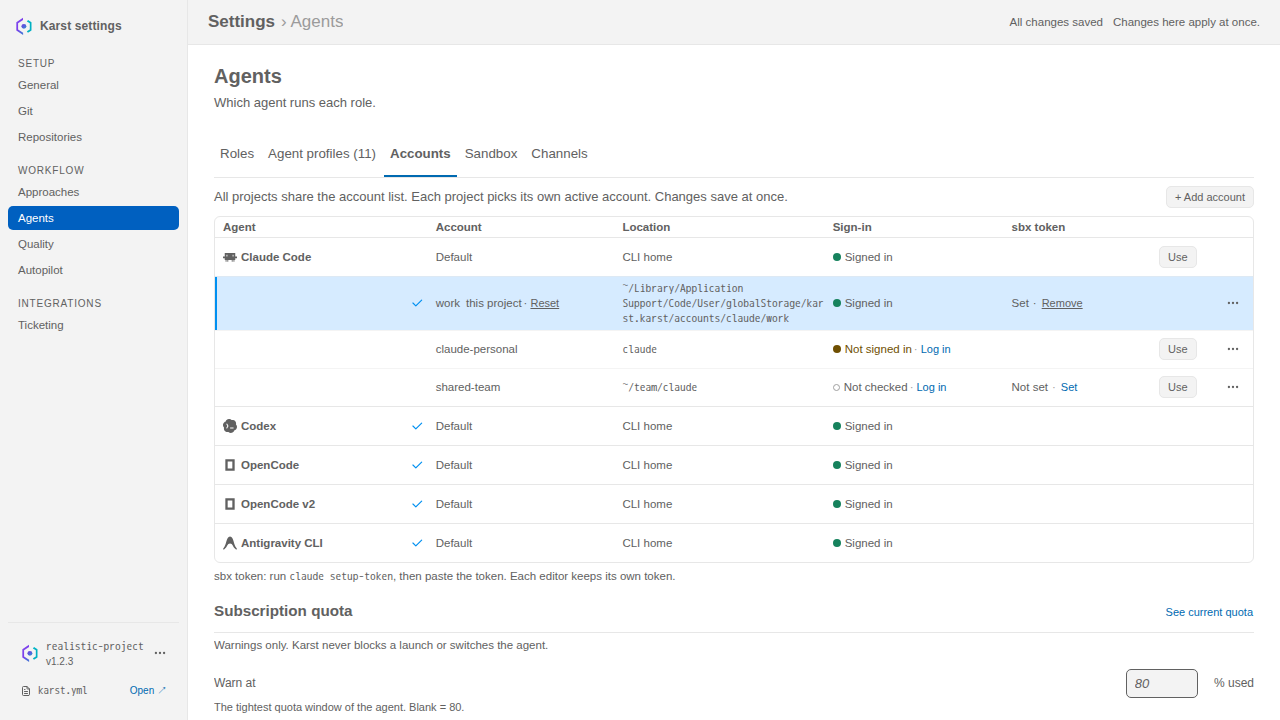 Karst settings
SETUP
General
Git
Repositories
WORKFLOW
Approaches
Agents
Quality
Autopilot
INTEGRATIONS
Ticketing
realistic-project
v1.2.3
karst.yml Open ↗
Settings › Agents
All changes saved Changes here apply at once.
Agents
Which agent runs each role.
Roles Agent profiles (11) Accounts Sandbox Channels
All projects share the account list. Each project picks its own active account. Changes save at once.
+ Add account
Agent Account Location Sign-in sbx token
Claude Code Default CLI home Signed in Use
work this project · Reset
~/Library/Application
Support/Code/User/globalStorage/kar
st.karst/accounts/claude/work
Signed in Set · Remove
claude-personal claude Not signed in · Log in Use
shared-team ~/team/claude Not checked · Log in Not set · Set Use
Codex Default CLI home Signed in
OpenCode Default CLI home Signed in
OpenCode v2 Default CLI home Signed in
Antigravity CLI Default CLI home Signed in
sbx token: run claude setup-token, then paste the token. Each editor keeps its own token.
Subscription quota See current quota
Warnings only. Karst never blocks a launch or switches the agent.
Warn at 80 % used
The tightest quota window of the agent. Blank = 80.